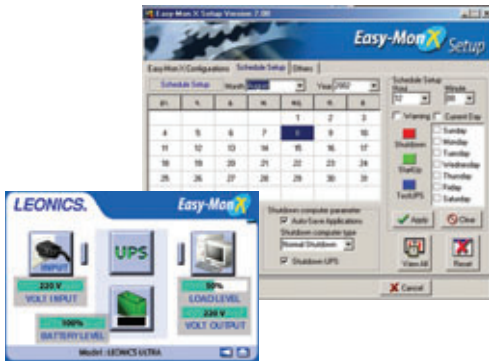 Easy-Mon X Setup Version 7.00
Easy-Mon X Setup
Easy-Mon X Configurations Schedule Setup Others
Schedule Setup Month August Year 2002
1 2 3
4 5 6 7 8 9 10
11 12 13 14 15 16 17
18 19 20 21 22 23 24
25 26 27 28 29 30 31
Schedule Setup
Hour Minute
12 00
Warning Current Day
Shutdown
StartUp
TestUPS
Sunday
Monday
Tuesday
Wednesday
Thursday
Friday
Saturday
Apply Clear
View All Reset
Shutdown computer parameter
Auto Save Applications
Shutdown computer type
Normal Shutdown
Shutdown UPS
Cancel
LEONICS. Easy-Mon X
INPUT UPS
220 V
VOLT INPUT
50%
LOAD LEVEL
220 V
VOLT OUTPUT
100%
BATTERY LEVEL
Model : LEONICS ULTRA